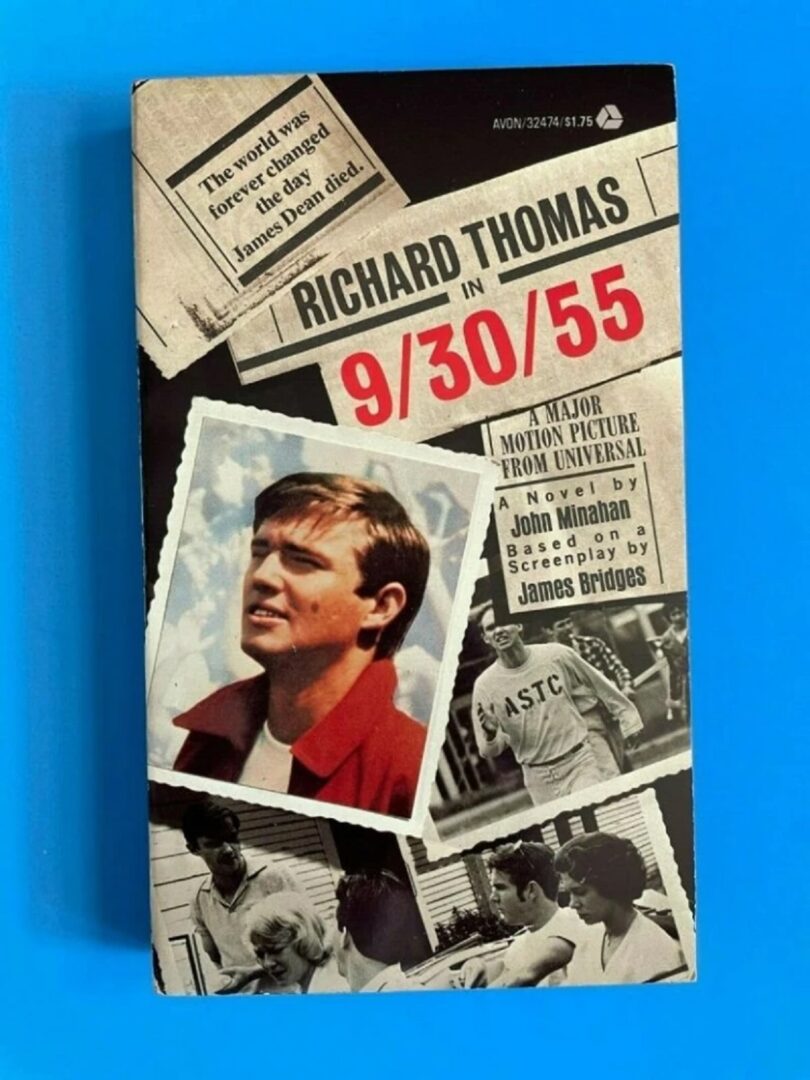 AVON/32474/$1.75
The world was
forever changed
the day
James Dean died.
RICHARD THOMAS
IN
9/30/55
A MAJOR
MOTION PICTURE
FROM UNIVERSAL
A Novel by
John Minahan
Based on a
Screenplay by
James Bridges
ASTC